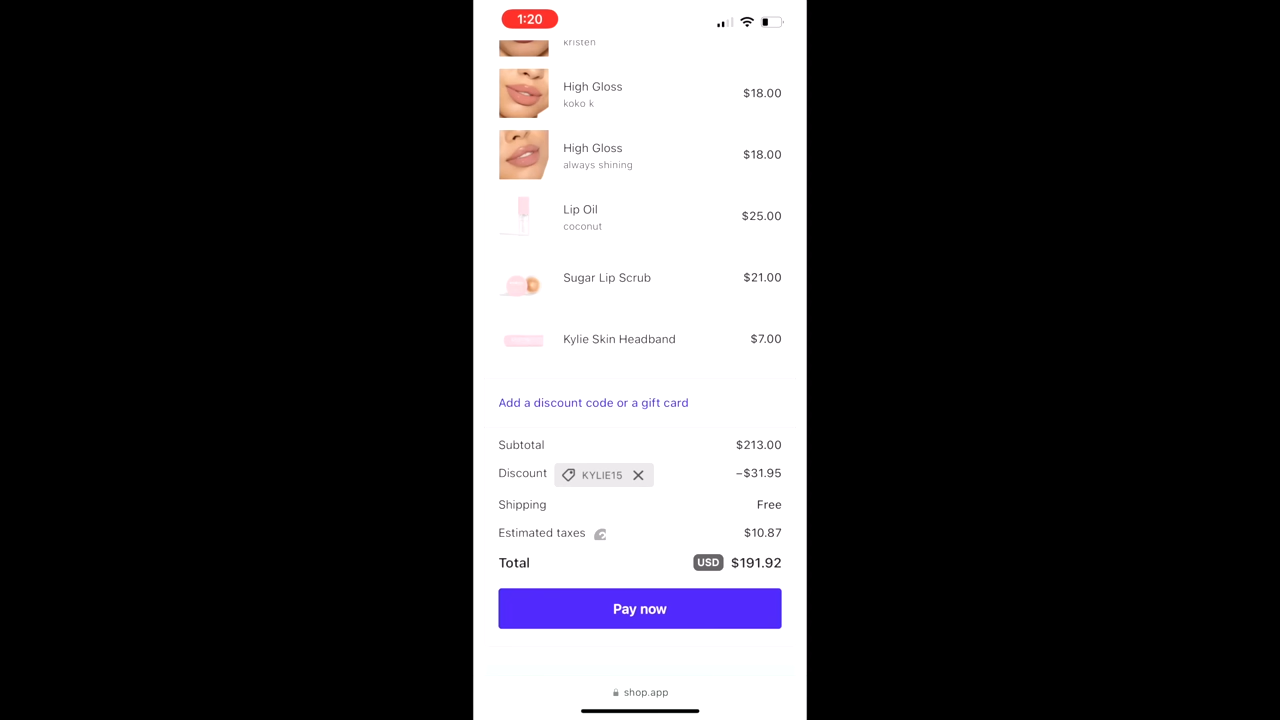 1:20
kristen
High Gloss
koko k
$18.00
High Gloss
always shining
$18.00
Lip Oil
coconut
$25.00
Sugar Lip Scrub
$21.00
Kylie Skin Headband
$7.00
Add a discount code or a gift card
Subtotal $213.00
Discount KYLIE15 −$31.95
Shipping Free
Estimated taxes $10.87
Total USD $191.92
Pay now
shop.app